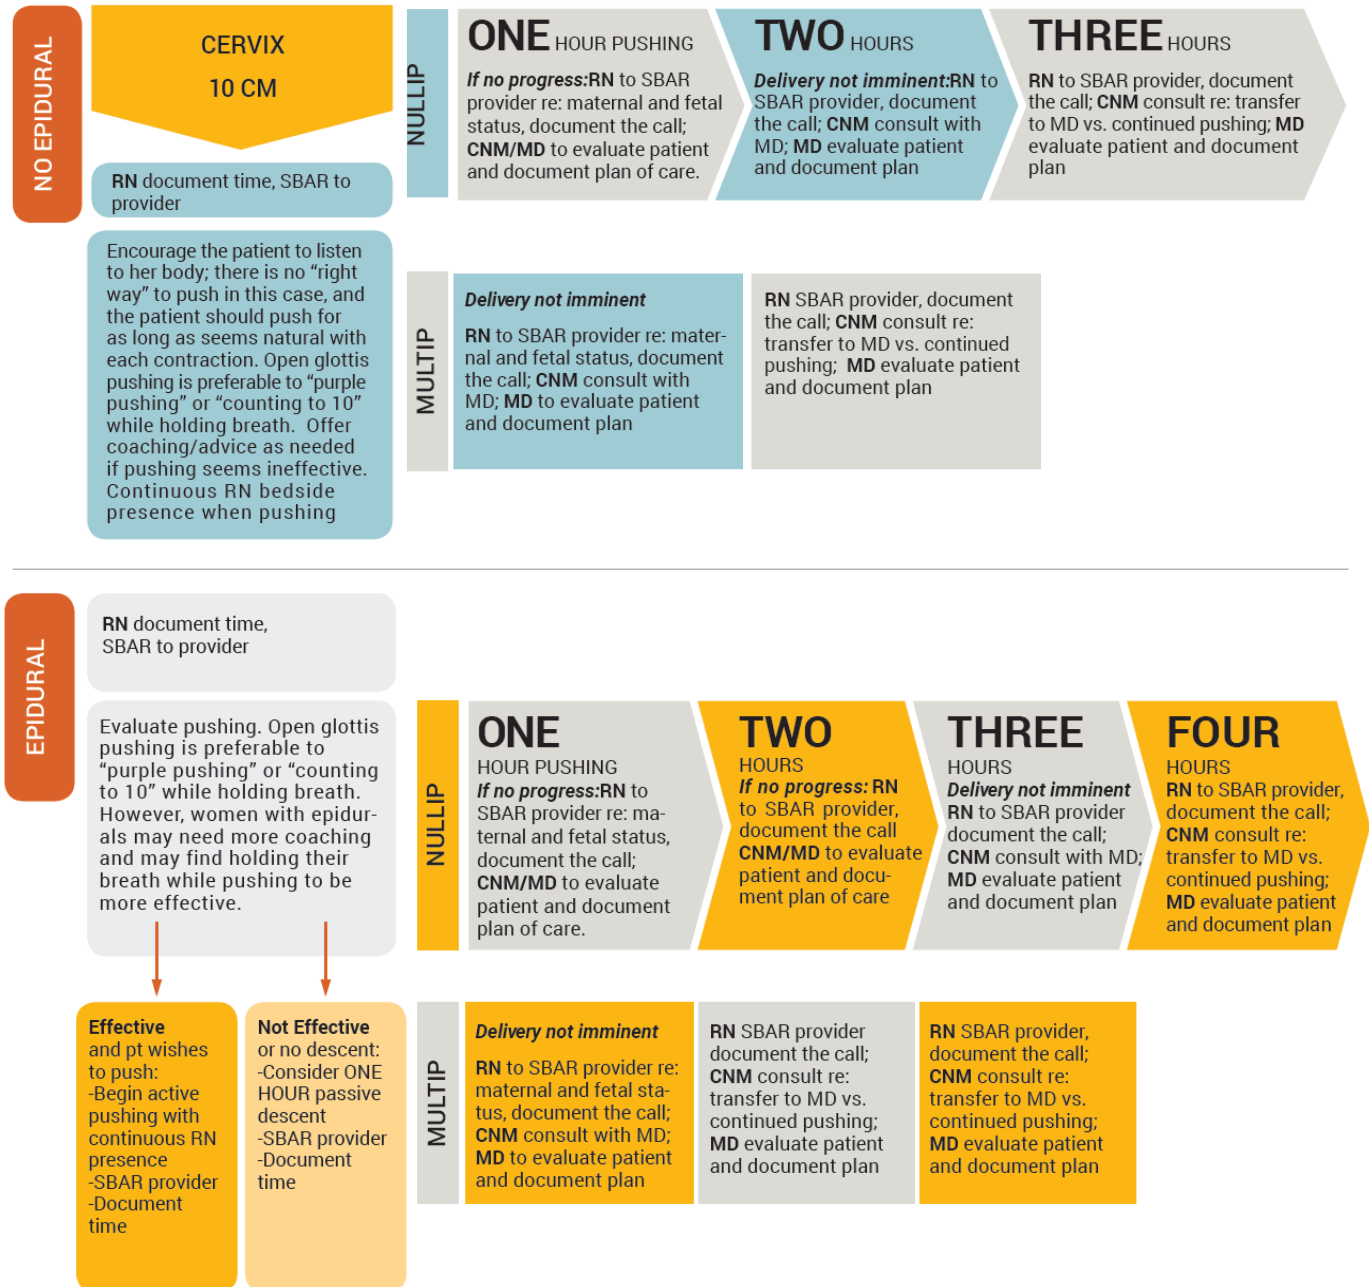 NO EPIDURAL
CERVIX
10 CM
RN document time, SBAR to
provider
Encourage the patient to listen
to her body; there is no “right
way” to push in this case, and
the patient should push for
as long as seems natural with
each contraction. Open glottis
pushing is preferable to “purple
pushing” or “counting to 10”
while holding breath. Offer
coaching/advice as needed
if pushing seems ineffective.
Continuous RN bedside
presence when pushing
NULLIP
ONE HOUR PUSHING
If no progress:RN to SBAR
provider re: maternal and fetal
status, document the call;
CNM/MD to evaluate patient
and document plan of care.
TWO HOURS
Delivery not imminent:RN to
SBAR provider, document
the call; CNM consult with
MD; MD evaluate patient
and document plan
THREE HOURS
RN to SBAR provider, document
the call; CNM consult re: transfer
to MD vs. continued pushing; MD
evaluate patient and document
plan
MULTIP
Delivery not imminent
RN to SBAR provider re: mater-
nal and fetal status, document
the call; CNM consult with
MD; MD to evaluate patient
and document plan
RN SBAR provider, document
the call; CNM consult re:
transfer to MD vs. continued
pushing; MD evaluate patient
and document plan
EPIDURAL
RN document time,
SBAR to provider
Evaluate pushing. Open glottis
pushing is preferable to
“purple pushing” or “counting
to 10” while holding breath.
However, women with epidur-
als may need more coaching
and may find holding their
breath while pushing to be
more effective.
Effective
and pt wishes
to push:
-Begin active
pushing with
continuous RN
presence
-SBAR provider
-Document
time
Not Effective
or no descent:
-Consider ONE
HOUR passive
descent
-SBAR provider
-Document
time
NULLIP
ONE
HOUR PUSHING
If no progress:RN to
SBAR provider re: ma-
ternal and fetal status,
document the call;
CNM/MD to evaluate
patient and document
plan of care.
TWO
HOURS
If no progress: RN
to SBAR provider,
document the call
CNM/MD to evaluate
patient and docu-
ment plan of care
THREE
HOURS
Delivery not imminent
RN to SBAR provider
document the call;
CNM consult with MD;
MD evaluate patient
and document plan
FOUR
HOURS
RN to SBAR provider,
document the call;
CNM consult re:
transfer to MD vs.
continued pushing;
MD evaluate patient
and document plan
MULTIP
Delivery not imminent
RN to SBAR provider re:
maternal and fetal sta-
tus, document the call;
CNM consult with MD;
MD to evaluate patient
and document plan
RN SBAR provider
document the call;
CNM consult re:
transfer to MD vs.
continued pushing;
MD evaluate patient
and document plan
RN SBAR provider,
document the call;
CNM consult re:
transfer to MD vs.
continued pushing;
MD evaluate patient
and document plan